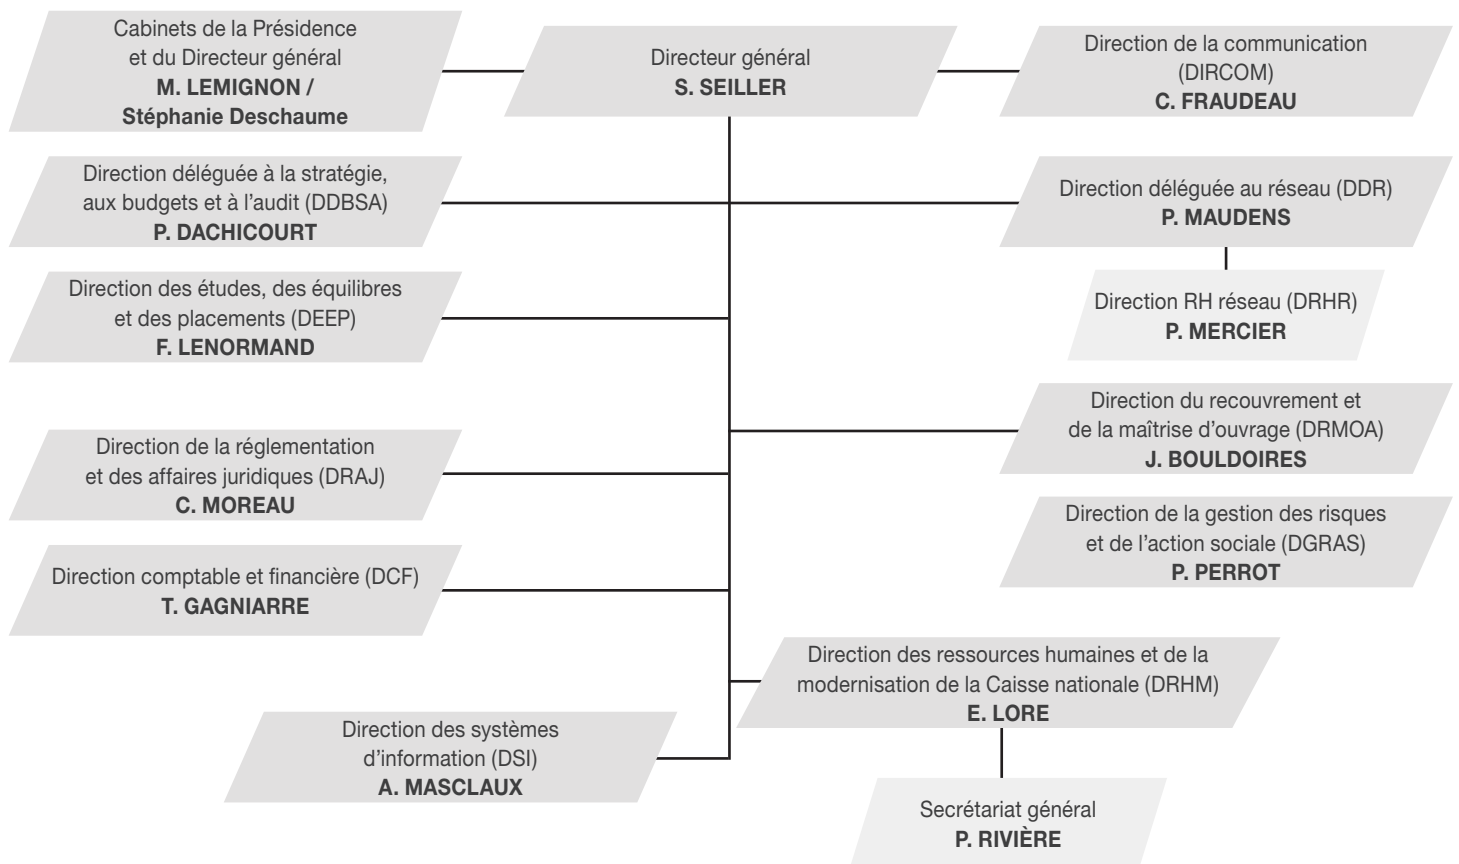 Cabinets de la Présidence
et du Directeur général
M. LEMIGNON /
Stéphanie Deschaume
Directeur général
S. SEILLER
Direction de la communication
(DIRCOM)
C. FRAUDEAU
Direction déléguée à la stratégie,
aux budgets et à l’audit (DDBSA)
P. DACHICOURT
Direction déléguée au réseau (DDR)
P. MAUDENS
Direction des études, des équilibres
et des placements (DEEP)
F. LENORMAND
Direction RH réseau (DRHR)
P. MERCIER
Direction du recouvrement et
de la maîtrise d’ouvrage (DRMOA)
J. BOULDOIRES
Direction de la réglementation
et des affaires juridiques (DRAJ)
C. MOREAU
Direction de la gestion des risques
et de l’action sociale (DGRAS)
P. PERROT
Direction comptable et financière (DCF)
T. GAGNIARRE
Direction des ressources humaines et de la
modernisation de la Caisse nationale (DRHM)
E. LORE
Direction des systèmes
d’information (DSI)
A. MASCLAUX
Secrétariat général
P. RIVIÈRE